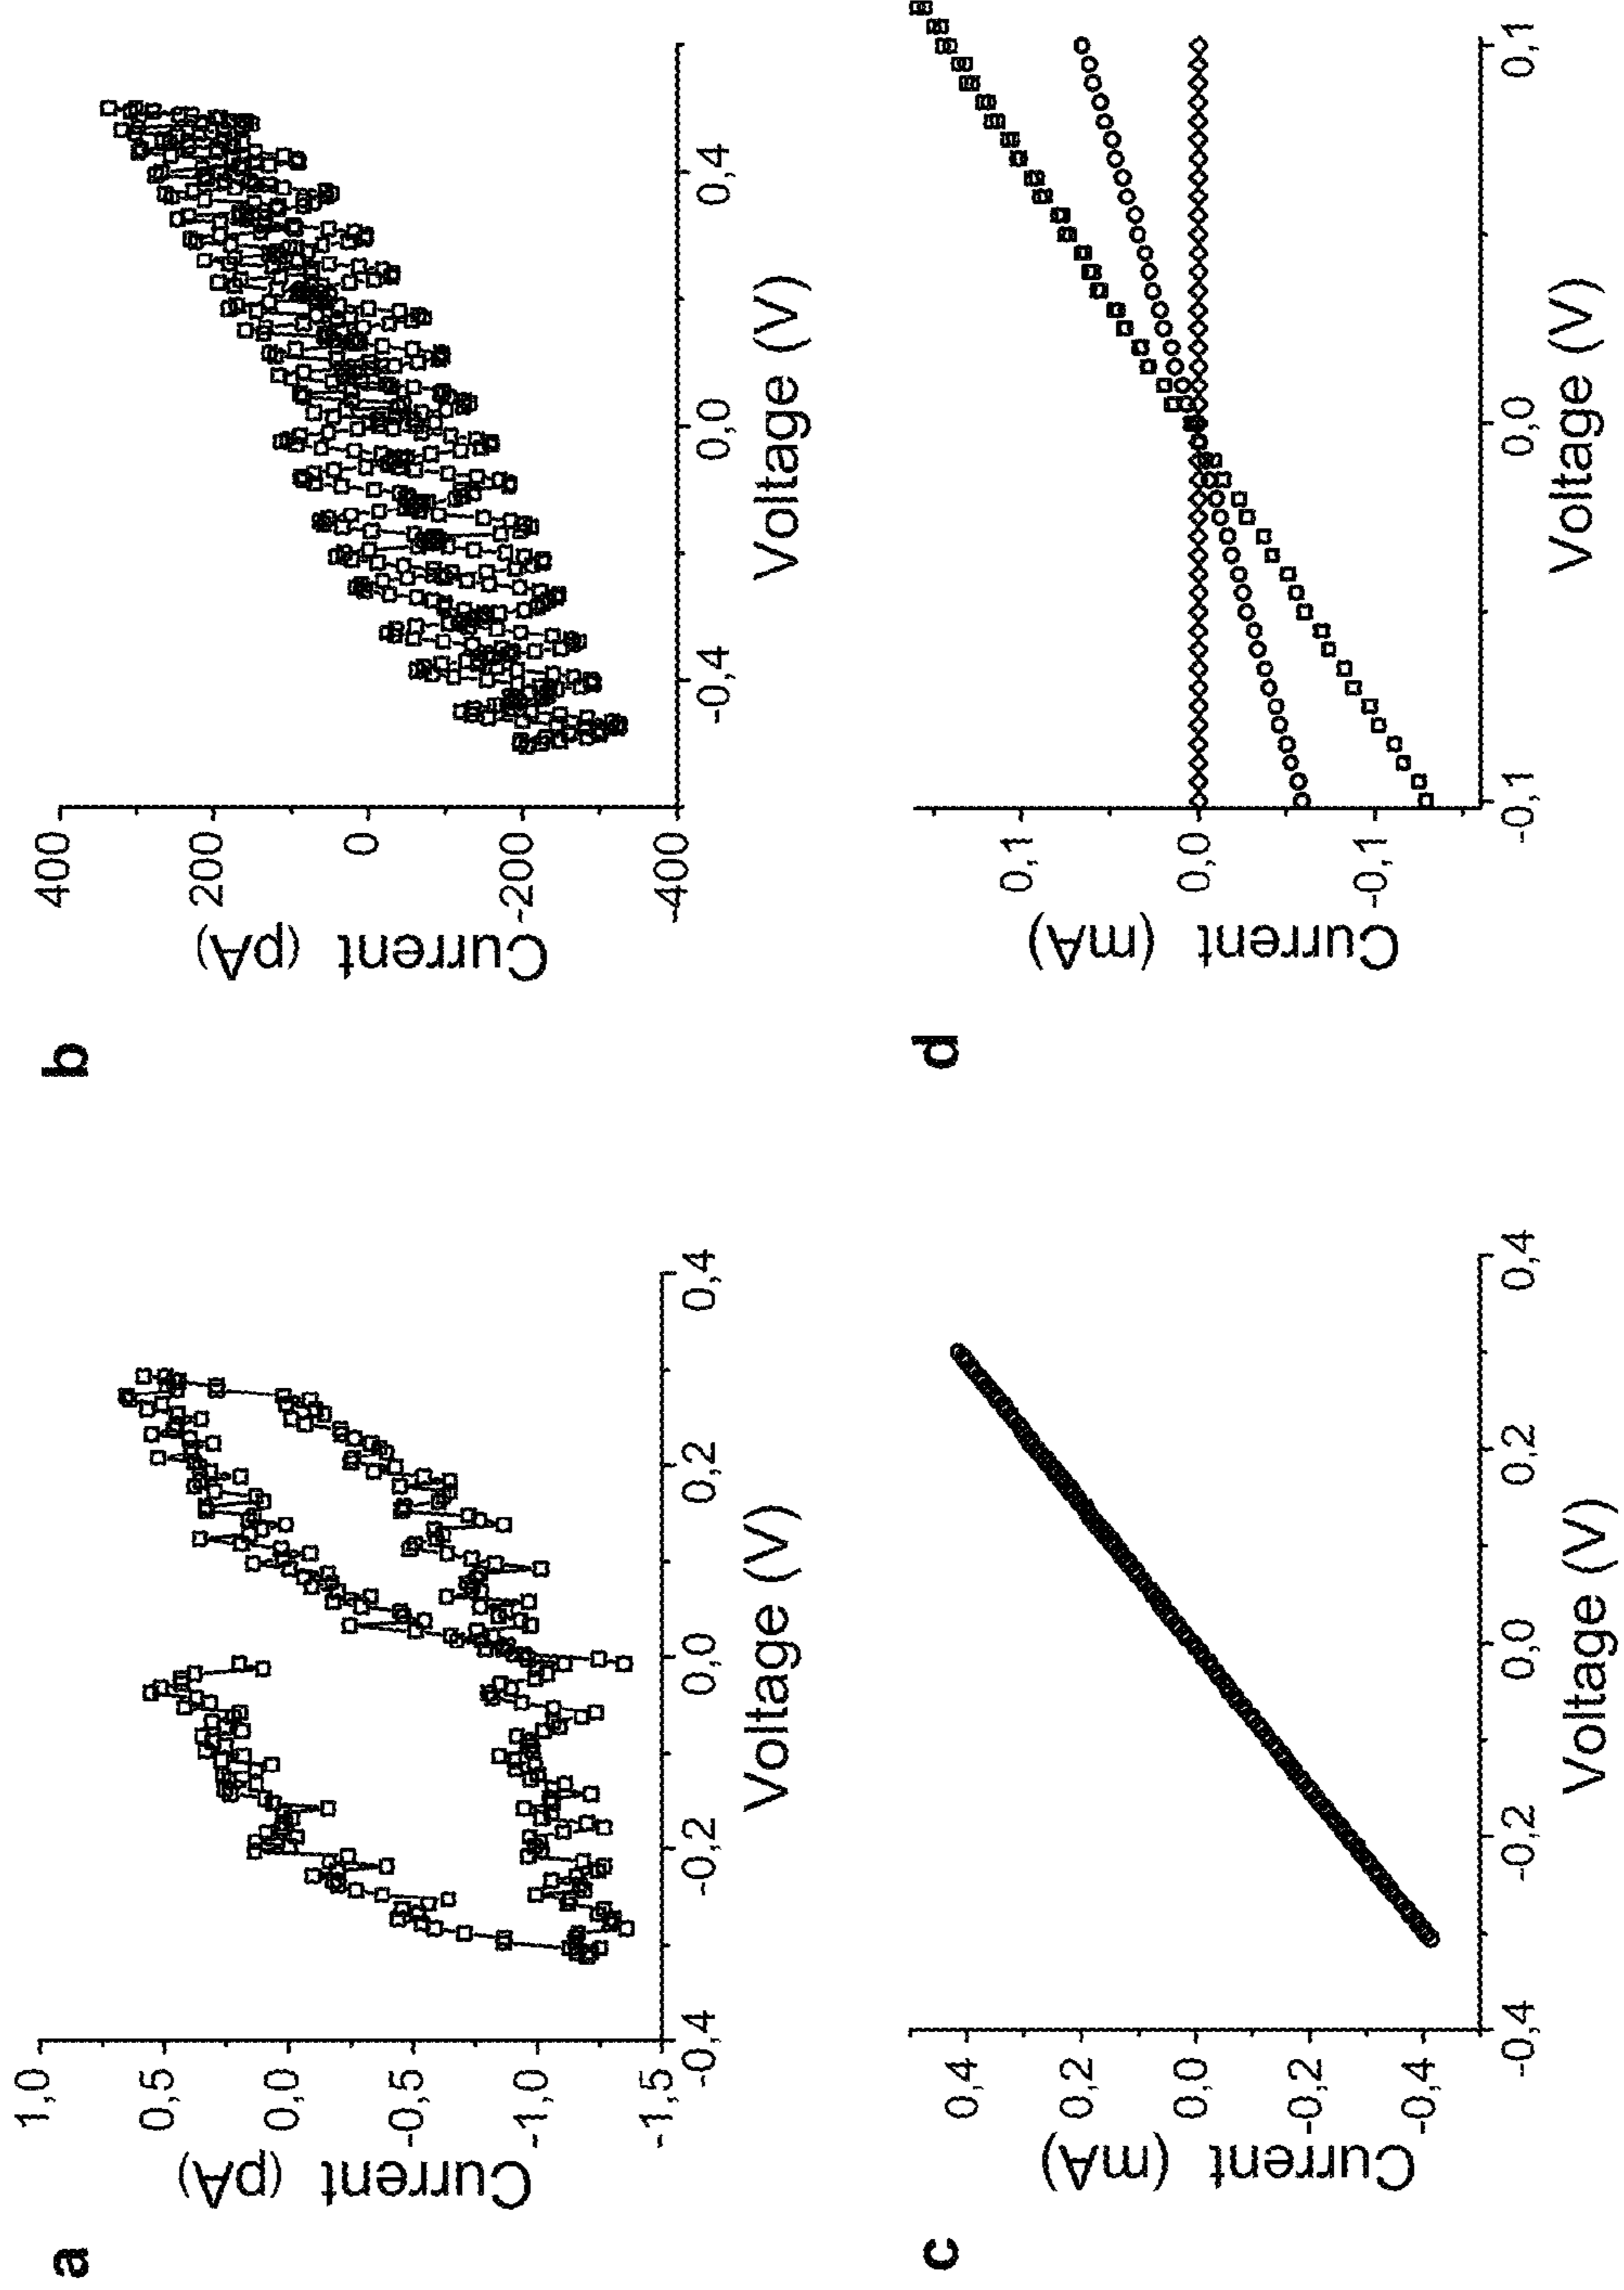 a
Current (pA)
1,0
0,5
0,0
-0,5
-1,0
-1,5
-0,4
-0,2
0,0
0,2
0,4
Voltage (V)
b
Current (pA)
400
200
0
-200
-400
-0,4
0,0
0,4
Voltage (V)
c
Current (mA)
0,4
0,2
0,0
-0,2
-0,4
-0,4
-0,2
0,0
0,2
0,4
Voltage (V)
d
Current (mA)
0,1
0,0
-0,1
-0,1
0,0
0,1
Voltage (V)